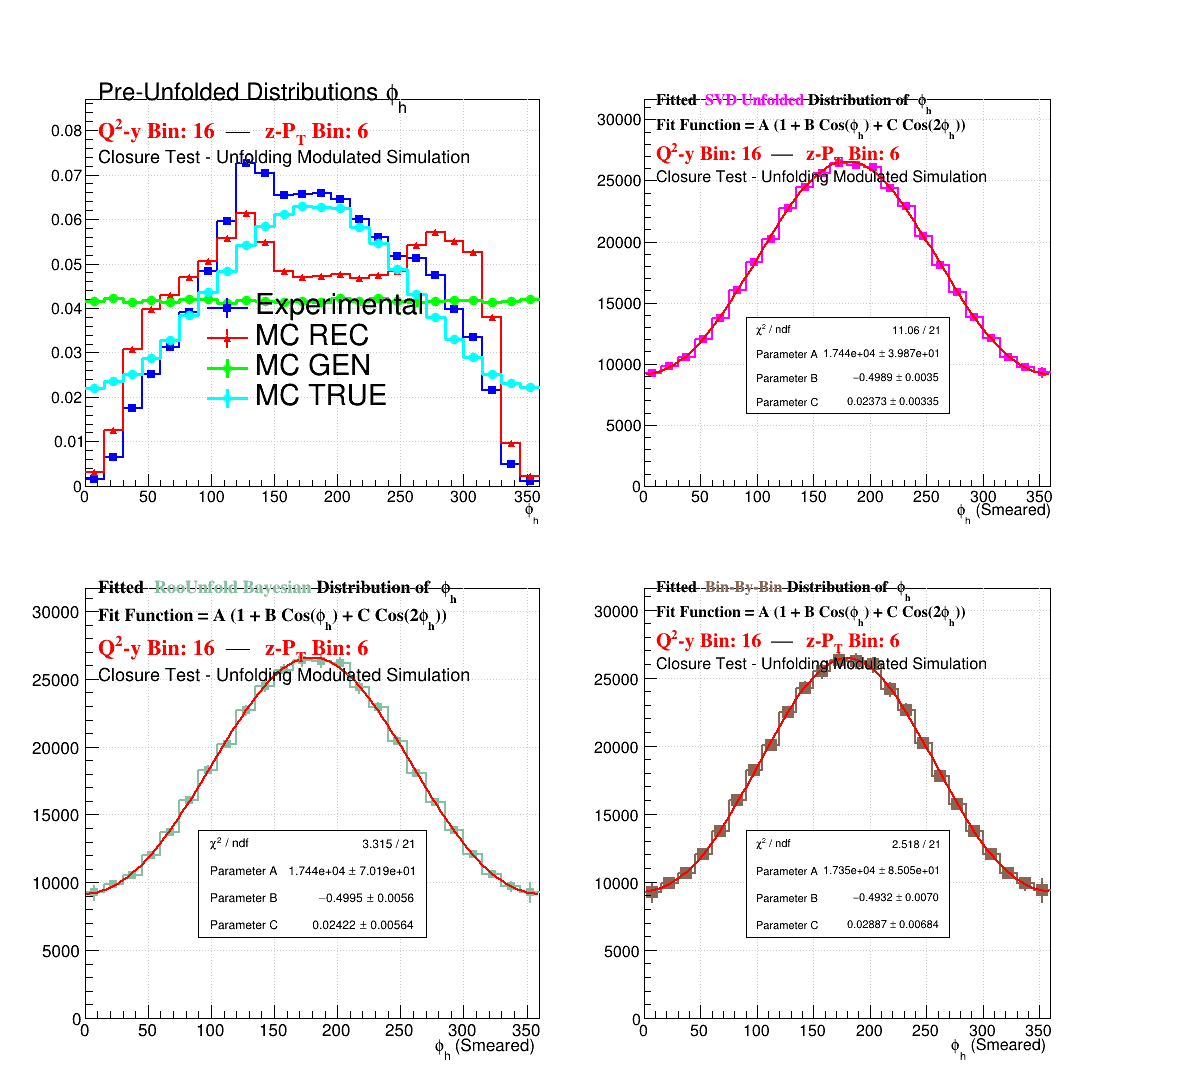 Pre-Unfolded Distributions ϕh
Q²-y Bin: 16 — z-PT Bin: 6
Closure Test - Unfolding Modulated Simulation
0.08
0.07
0.06
0.05
0.04
0.03
0.02
0.01
0
Experimental
MC REC
MC GEN
MC TRUE
0 50 100 150 200 250 300 350
ϕh
Fitted SVD Unfolded Distribution of ϕh
Fit Function = A (1 + B Cos(ϕh) + C Cos(2ϕh))
Q²-y Bin: 16 — z-PT Bin: 6
Closure Test - Unfolding Modulated Simulation
30000
25000
20000
15000
10000
5000
0
χ² / ndf 11.06 / 21
Parameter A 1.744e+04 ± 3.987e+01
Parameter B −0.4989 ± 0.0035
Parameter C 0.02373 ± 0.00335
0 50 100 150 200 250 300 350
ϕh (Smeared)
Fitted RooUnfold Bayesian Distribution of ϕh
Fit Function = A (1 + B Cos(ϕh) + C Cos(2ϕh))
Q²-y Bin: 16 — z-PT Bin: 6
Closure Test - Unfolding Modulated Simulation
30000
25000
20000
15000
10000
5000
0
χ² / ndf 3.315 / 21
Parameter A 1.744e+04 ± 7.019e+01
Parameter B −0.4995 ± 0.0056
Parameter C 0.02422 ± 0.00564
0 50 100 150 200 250 300 350
ϕh (Smeared)
Fitted Bin-By-Bin Distribution of ϕh
Fit Function = A (1 + B Cos(ϕh) + C Cos(2ϕh))
Q²-y Bin: 16 — z-PT Bin: 6
Closure Test - Unfolding Modulated Simulation
30000
25000
20000
15000
10000
5000
0
χ² / ndf 2.518 / 21
Parameter A 1.735e+04 ± 8.505e+01
Parameter B −0.4932 ± 0.0070
Parameter C 0.02887 ± 0.00684
0 50 100 150 200 250 300 350
ϕh (Smeared)